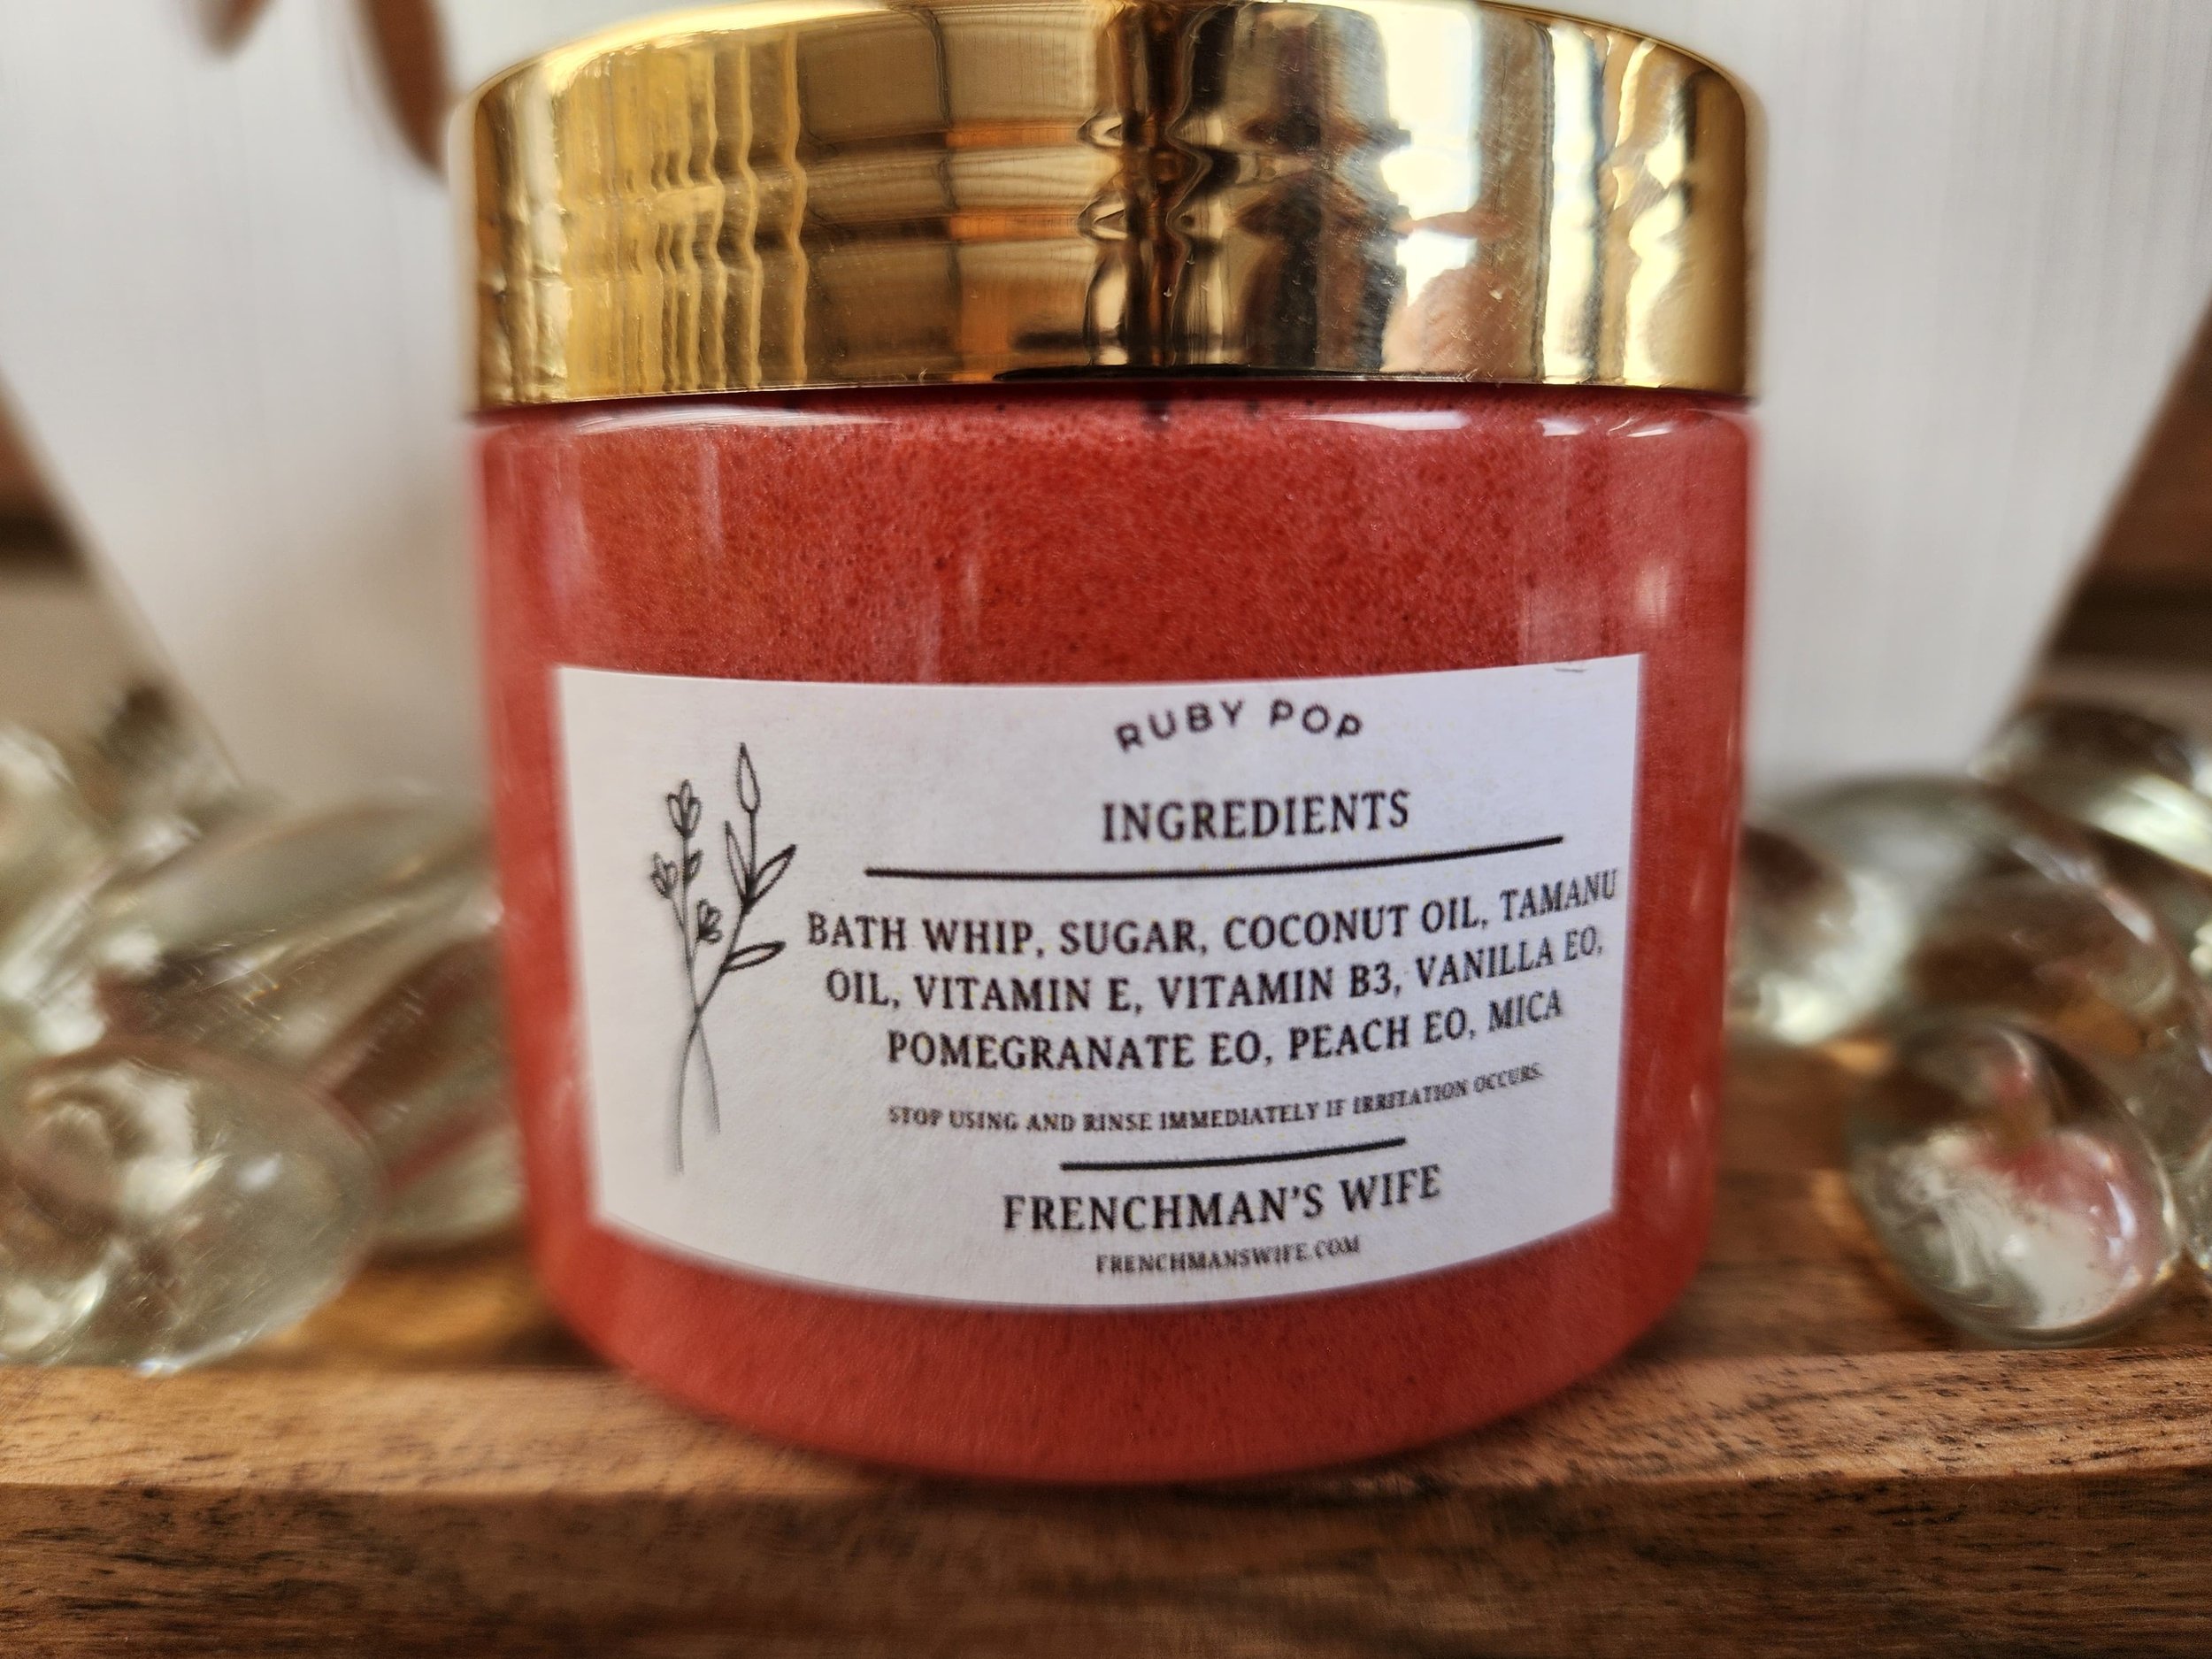 RUBY POP
INGREDIENTS
BATH WHIP, SUGAR, COCONUT OIL, TAMANU
OIL, VITAMIN E, VITAMIN B3, VANILLA EO,
POMEGRANATE EO, PEACH EO, MICA
STOP USING AND RINSE IMMEDIATELY IF IRRITATION OCCURS.
FRENCHMAN'S WIFE
FRENCHMANSWIFE.COM